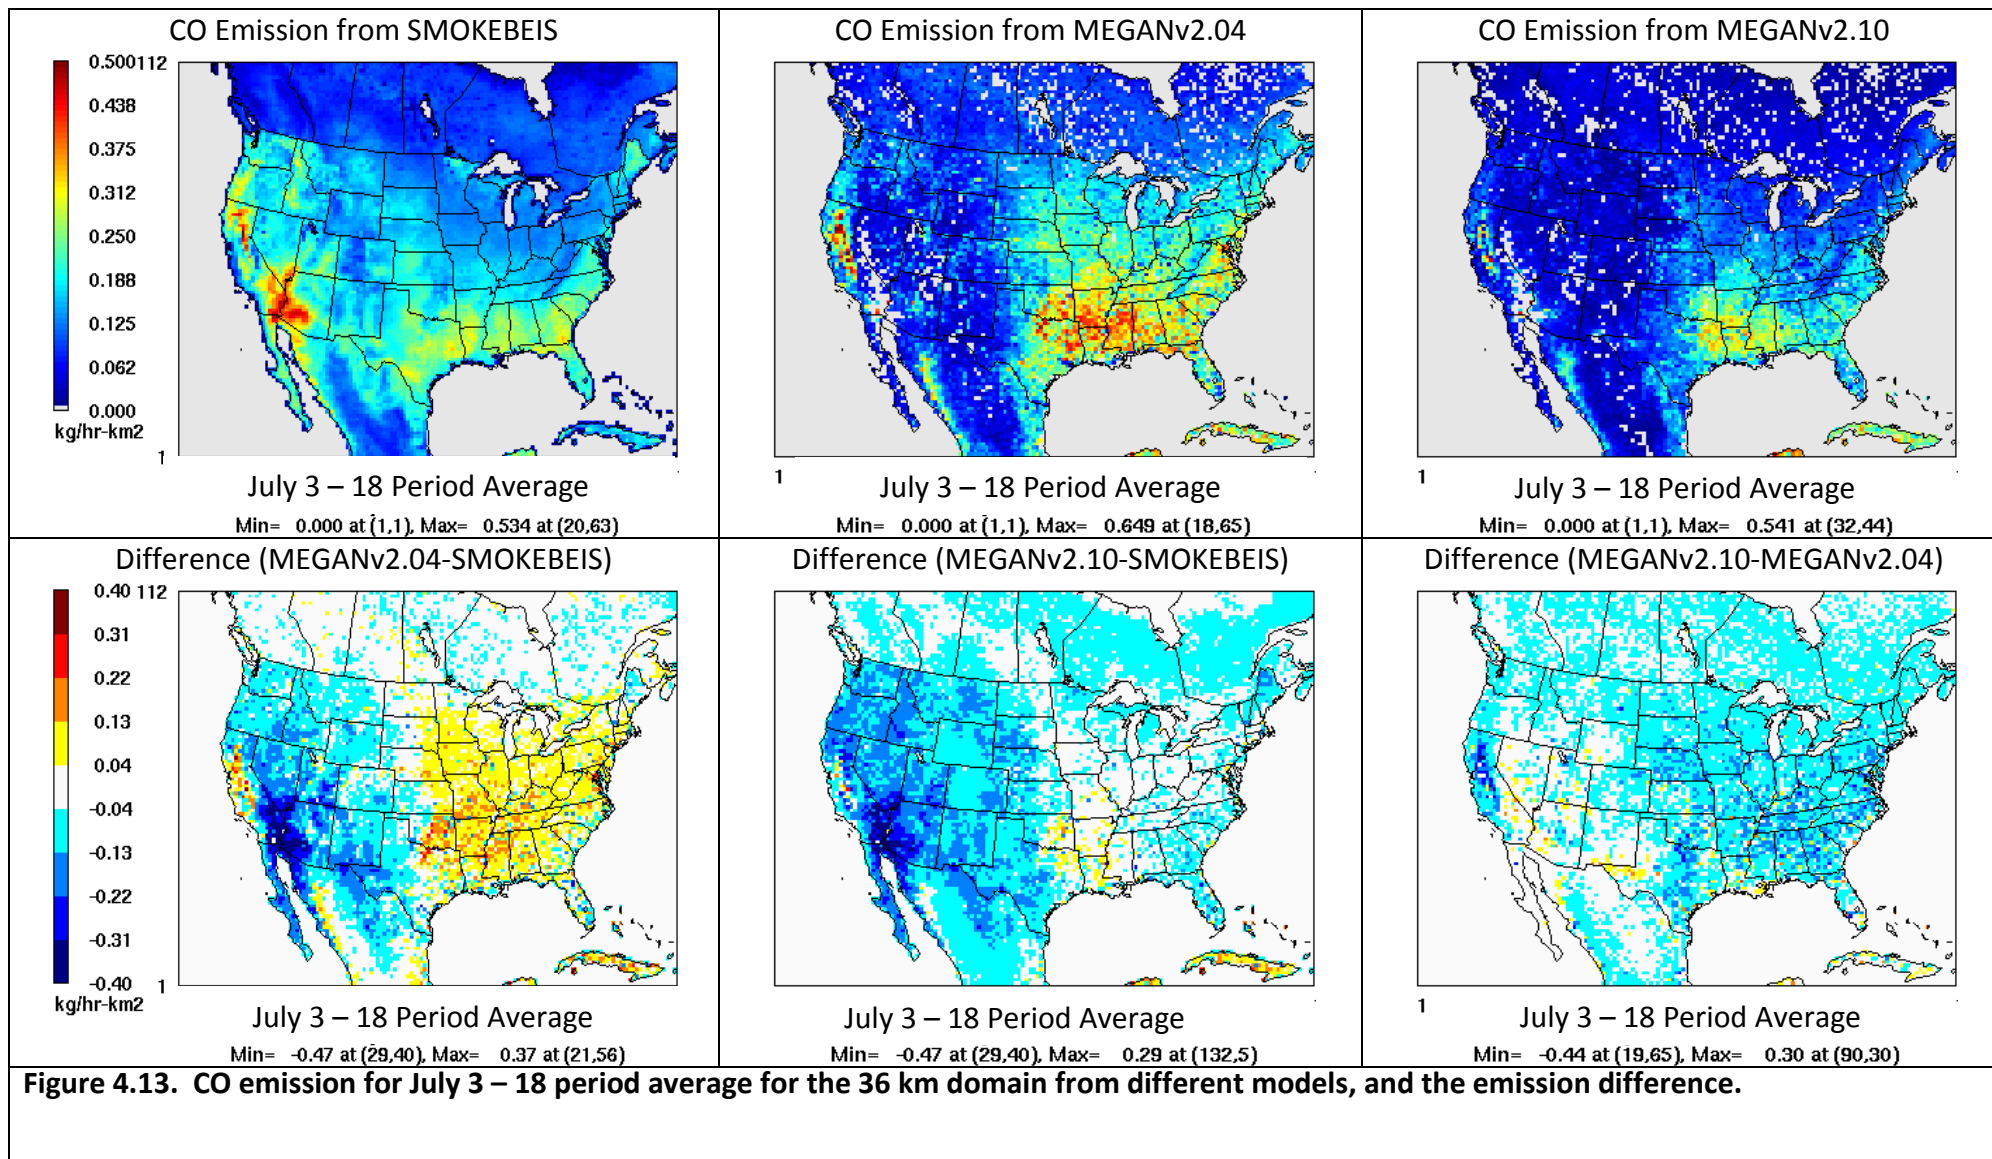 CO Emission from SMOKEBEIS
0.500 112
0.438
0.375
0.312
0.250
0.188
0.125
0.062
0.000
kg/hr-km2
1
July 3 – 18 Period Average
Min= 0.000 at (1,1), Max= 0.534 at (20,63)
CO Emission from MEGANv2.04
1
July 3 – 18 Period Average
Min= 0.000 at (1,1), Max= 0.649 at (18,65)
CO Emission from MEGANv2.10
1
July 3 – 18 Period Average
Min= 0.000 at (1,1), Max= 0.541 at (32,44)
Difference (MEGANv2.04-SMOKEBEIS)
0.40 112
0.31
0.22
0.13
0.04
-0.04
-0.13
-0.22
-0.31
-0.40
kg/hr-km2
1
July 3 – 18 Period Average
Min= -0.47 at (29,40), Max= 0.37 at (21,56)
Difference (MEGANv2.10-SMOKEBEIS)
1
July 3 – 18 Period Average
Min= -0.47 at (29,40), Max= 0.29 at (132,5)
Difference (MEGANv2.10-MEGANv2.04)
1
July 3 – 18 Period Average
Min= -0.44 at (19,65), Max= 0.30 at (90,30)
Figure 4.13. CO emission for July 3 – 18 period average for the 36 km domain from different models, and the emission difference.